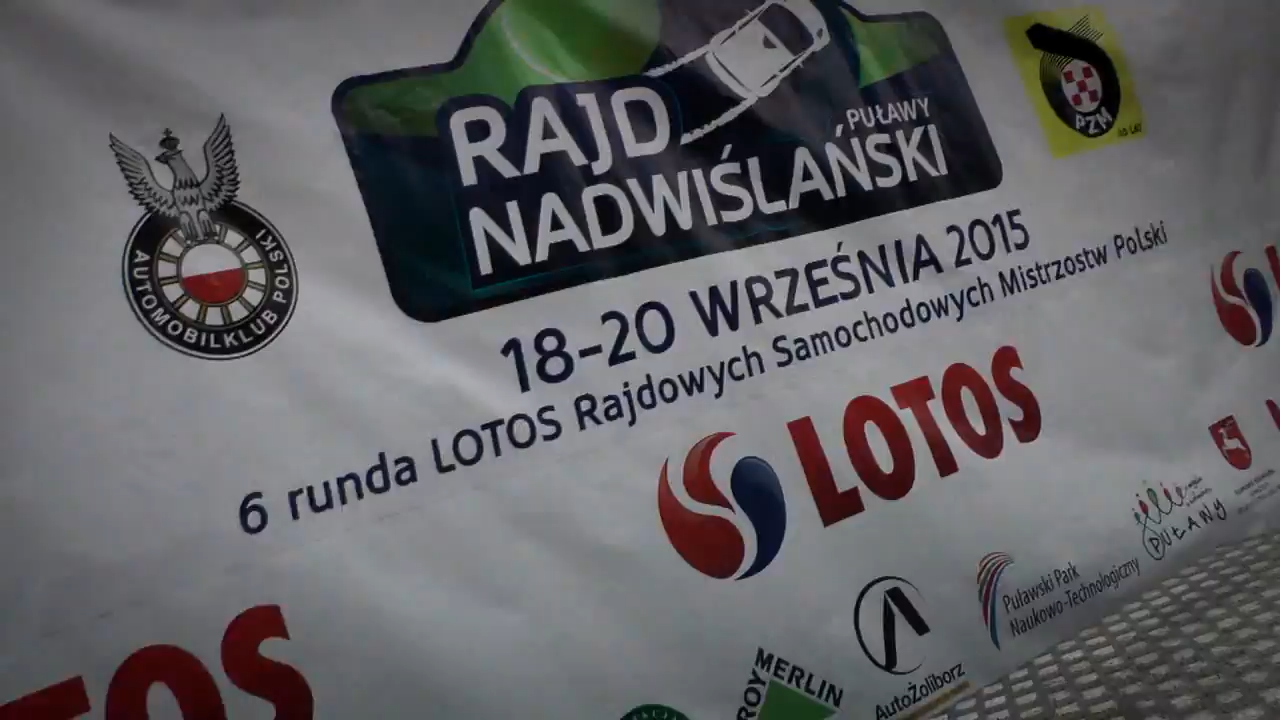 RAJD
PUŁAWY
NADWIŚLAŃSKI
PZM
AUTOMOBILKLUB POLSKI
18-20 WRZEŚNIA 2015
6 runda LOTOS Rajdowych Samochodowych Mistrzostw Polski
LOTOS
PUŁAWY
Puławski Park
Naukowo-Technologiczny
AutoŻoliborz
MERLIN